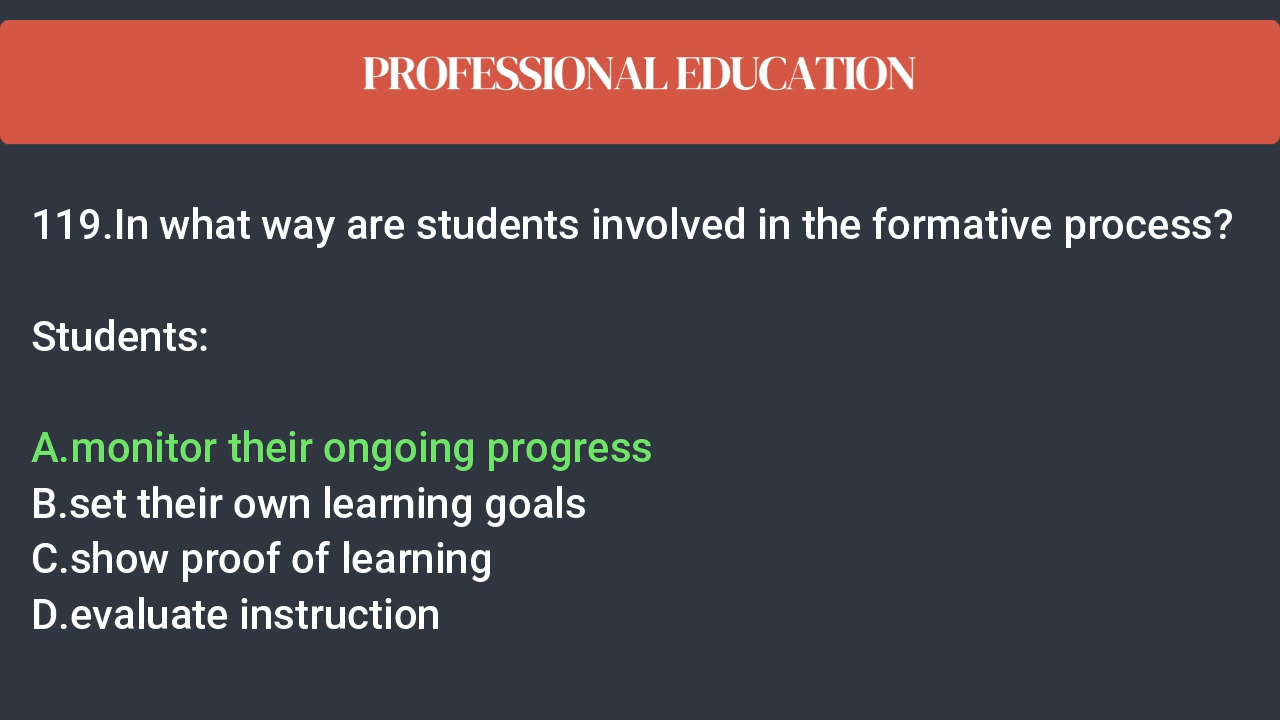 PROFESSIONAL EDUCATION
119.In what way are students involved in the formative process?
Students:
A.monitor their ongoing progress
B.set their own learning goals
C.show proof of learning
D.evaluate instruction